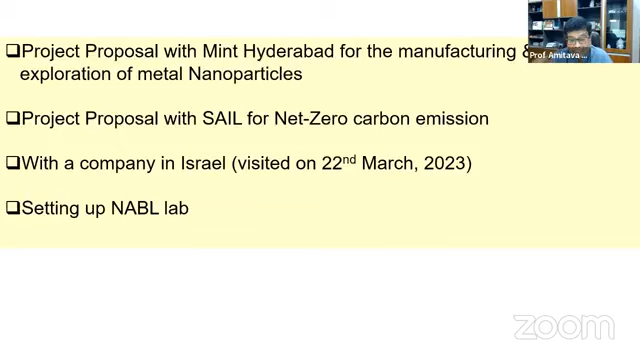 ❑Project Proposal with Mint Hyderabad for the manufacturing &
exploration of metal Nanoparticles
❑Project Proposal with SAIL for Net-Zero carbon emission
❑With a company in Israel (visited on 22nd March, 2023)
❑Setting up NABL lab
Prof Amitava ...
zoom